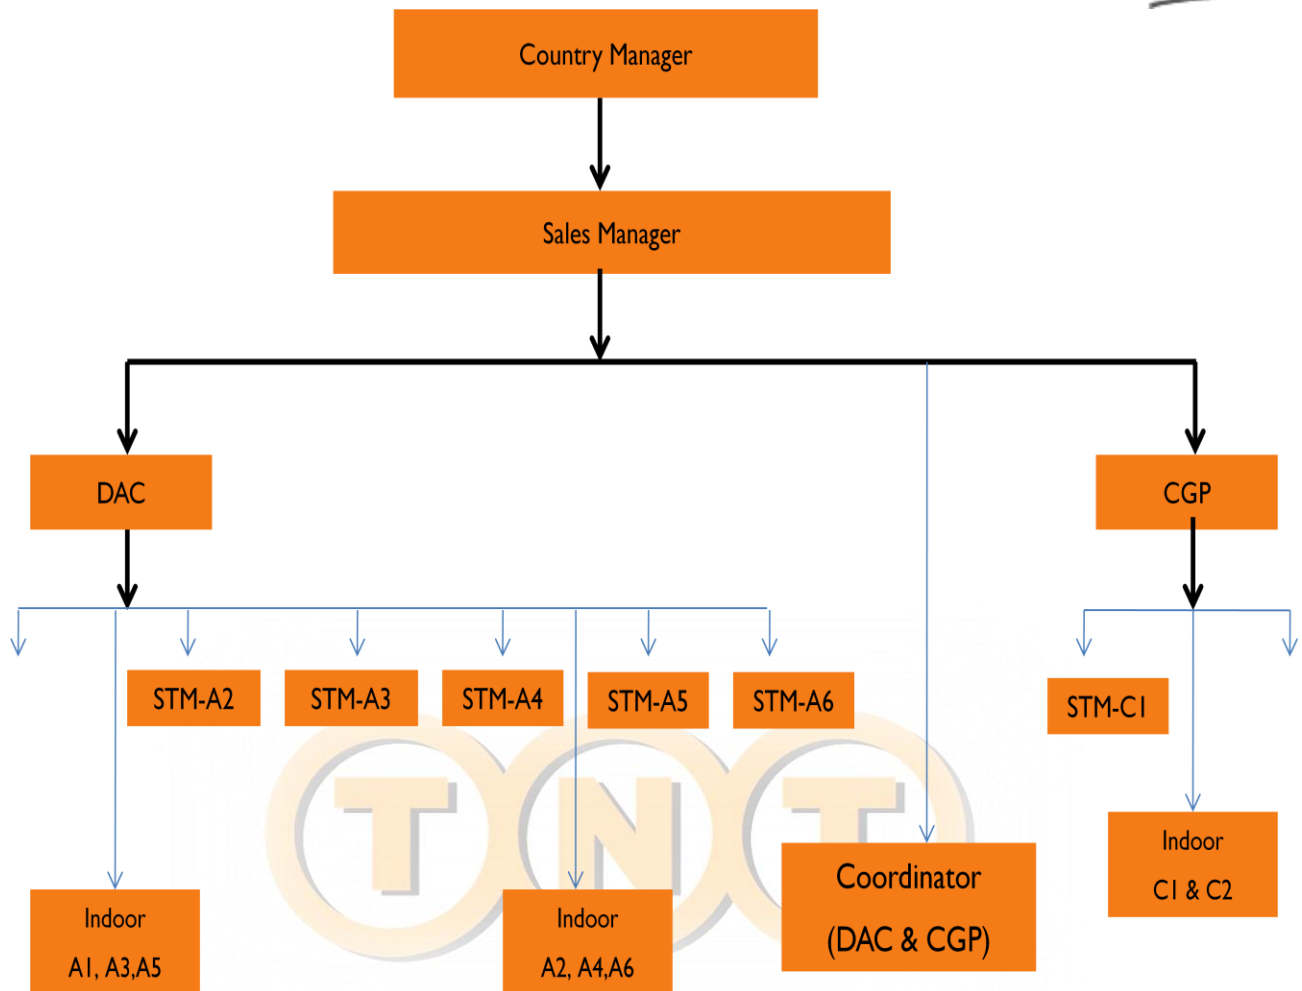 Country Manager
Sales Manager
DAC
CGP
STM-A2
STM-A3
STM-A4
STM-A5
STM-A6
STM-C1
TNT
Indoor
C1 & C2
Coordinator
(DAC & CGP)
Indoor
A1, A3,A5
Indoor
A2, A4,A6